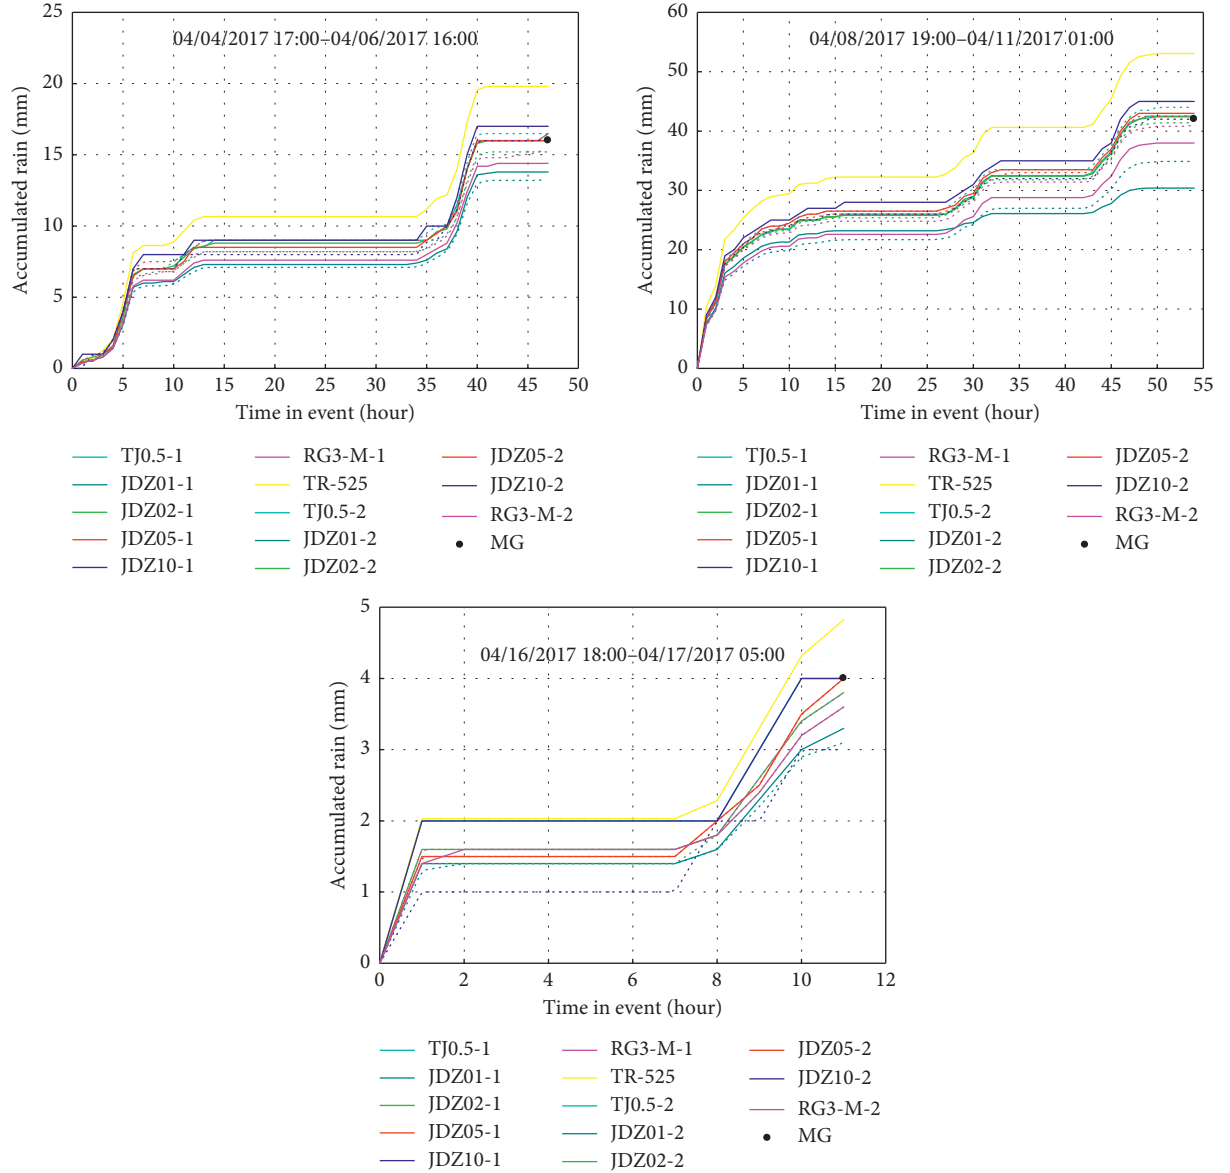 25
20
15
10
5
0
Accumulated rain (mm)
04/04/2017 17:00–04/06/2017 16:00
0 5 10 15 20 25 30 35 40 45 50
Time in event (hour)
TJ0.5-1
JDZ01-1
JDZ02-1
JDZ05-1
JDZ10-1
RG3-M-1
TR-525
TJ0.5-2
JDZ01-2
JDZ02-2
JDZ05-2
JDZ10-2
RG3-M-2
MG
60
50
40
30
20
10
0
Accumulated rain (mm)
04/08/2017 19:00–04/11/2017 01:00
0 5 10 15 20 25 30 35 40 45 50 55
Time in event (hour)
TJ0.5-1
JDZ01-1
JDZ02-1
JDZ05-1
JDZ10-1
RG3-M-1
TR-525
TJ0.5-2
JDZ01-2
JDZ02-2
JDZ05-2
JDZ10-2
RG3-M-2
MG
5
4
3
2
1
0
Accumulated rain (mm)
04/16/2017 18:00–04/17/2017 05:00
0 2 4 6 8 10 12
Time in event (hour)
TJ0.5-1
JDZ01-1
JDZ02-1
JDZ05-1
JDZ10-1
RG3-M-1
TR-525
TJ0.5-2
JDZ01-2
JDZ02-2
JDZ05-2
JDZ10-2
RG3-M-2
MG